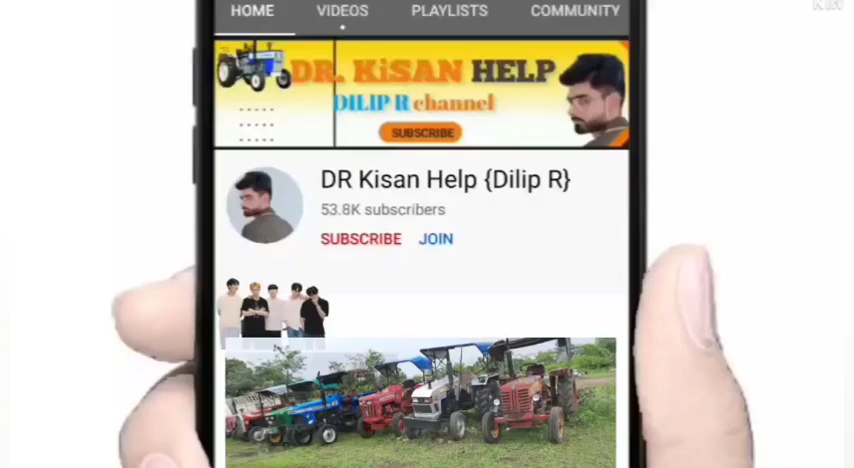 HOME VIDEOS PLAYLISTS COMMUNITY
DR. KiSAN HELP
DILIP R channel
SUBSCRIBE
DR Kisan Help {Dilip R}
53.8K subscribers
SUBSCRIBE JOIN